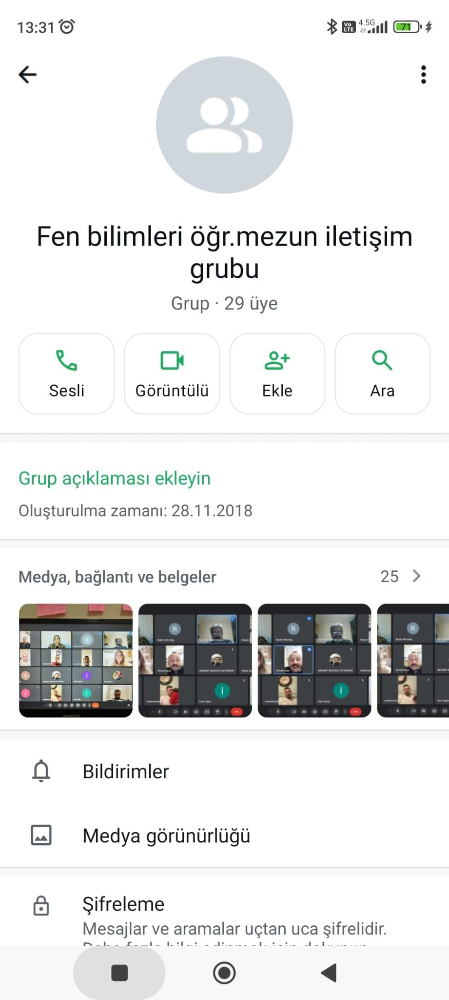 13:31
Vo LTE 4.5G 71
Fen bilimleri öğr.mezun iletişim
grubu
Grup · 29 üye
Sesli
Görüntülü
Ekle
Ara
Grup açıklaması ekleyin
Oluşturulma zamanı: 28.11.2018
Medya, bağlantı ve belgeler
25
Bildirimler
Medya görünürlüğü
Şifreleme
Mesajlar ve aramalar uçtan uca şifrelidir.